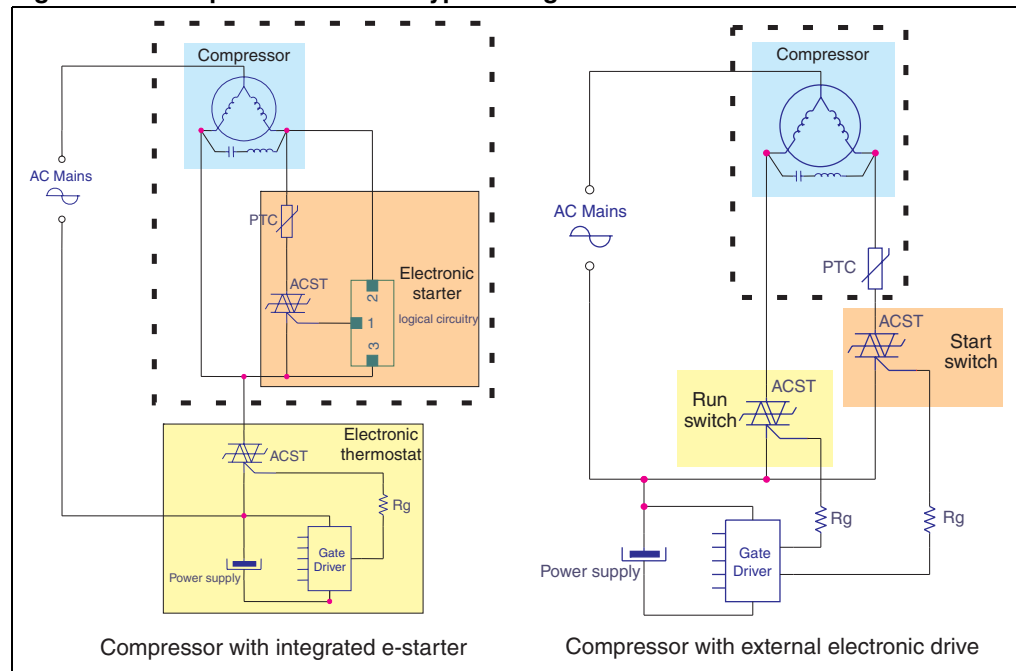 Compressor
AC Mains
PTC
ACST
Electronic
starter
logical circuitry
2
1
3
Electronic
thermostat
ACST
Rg
Gate
Driver
Power supply
Compressor with integrated e-starter
Compressor
AC Mains
PTC
ACST
Start
switch
ACST
Run
switch
Rg
Rg
Gate
Driver
Power supply
Compressor with external electronic drive